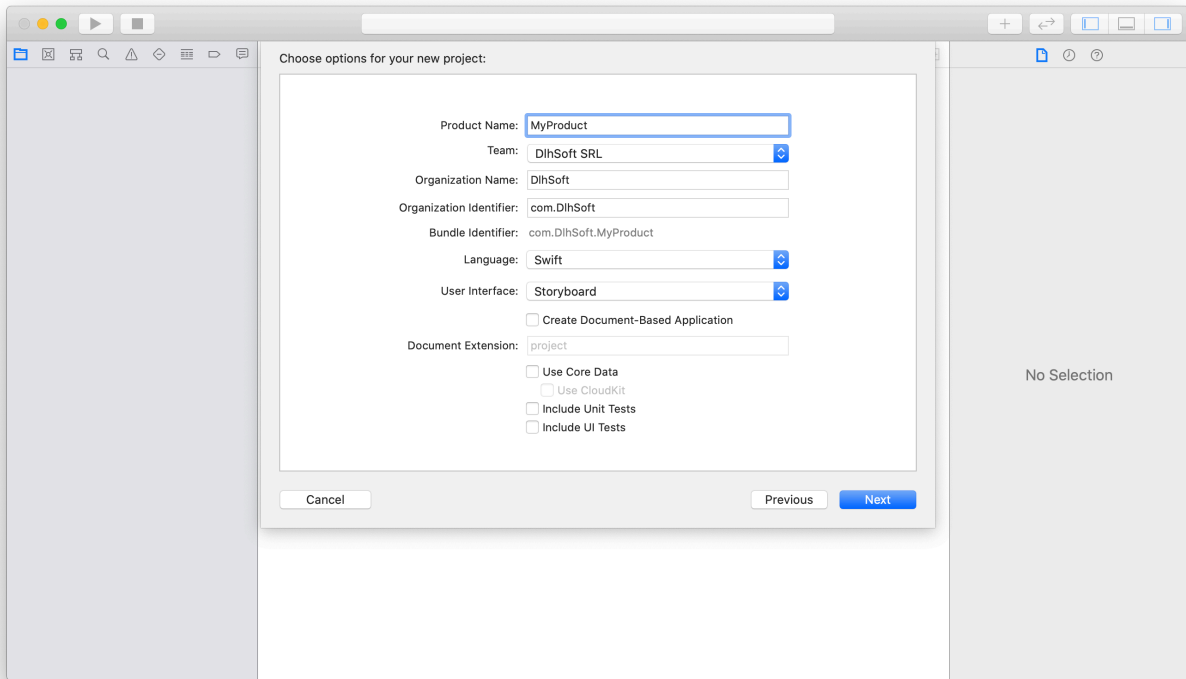 Choose options for your new project:
Product Name: MyProduct
Team: DlhSoft SRL
Organization Name: DlhSoft
Organization Identifier: com.DlhSoft
Bundle Identifier: com.DlhSoft.MyProduct
Language: Swift
User Interface: Storyboard
Create Document-Based Application
Document Extension: project
Use Core Data
Use CloudKit
Include Unit Tests
Include UI Tests
Cancel Previous Next
No Selection